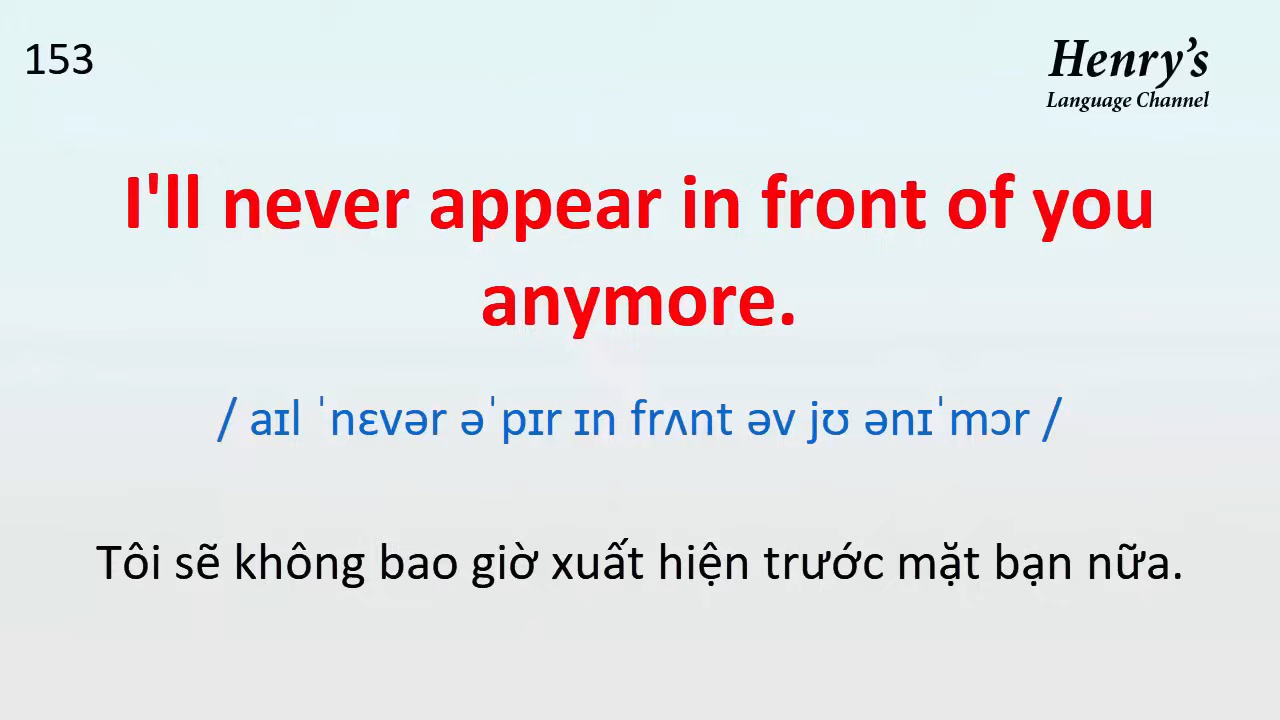 153
Henry’s
Language Channel
I'll never appear in front of you
anymore.
/ aɪl ˈnɛvər əˈpɪr ɪn frʌnt əv jʊ ənɪˈmɔr /
Tôi sẽ không bao giờ xuất hiện trước mặt bạn nữa.